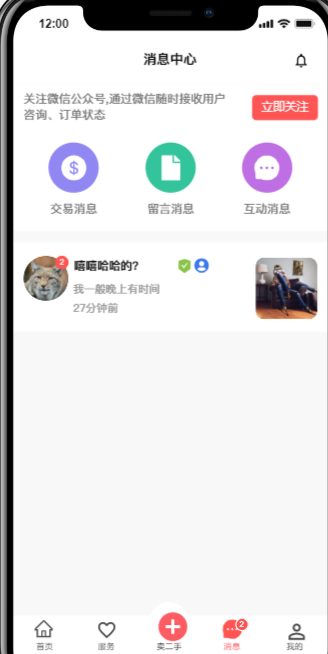 12:00
消息中心
关注微信公众号,通过微信随时接收用户
咨询、订单状态
立即关注
$
交易消息
留言消息
互动消息
2
嘻嘻哈哈的?
我一般晚上有时间
27分钟前
2
首页
服务
卖二手
消息
我的